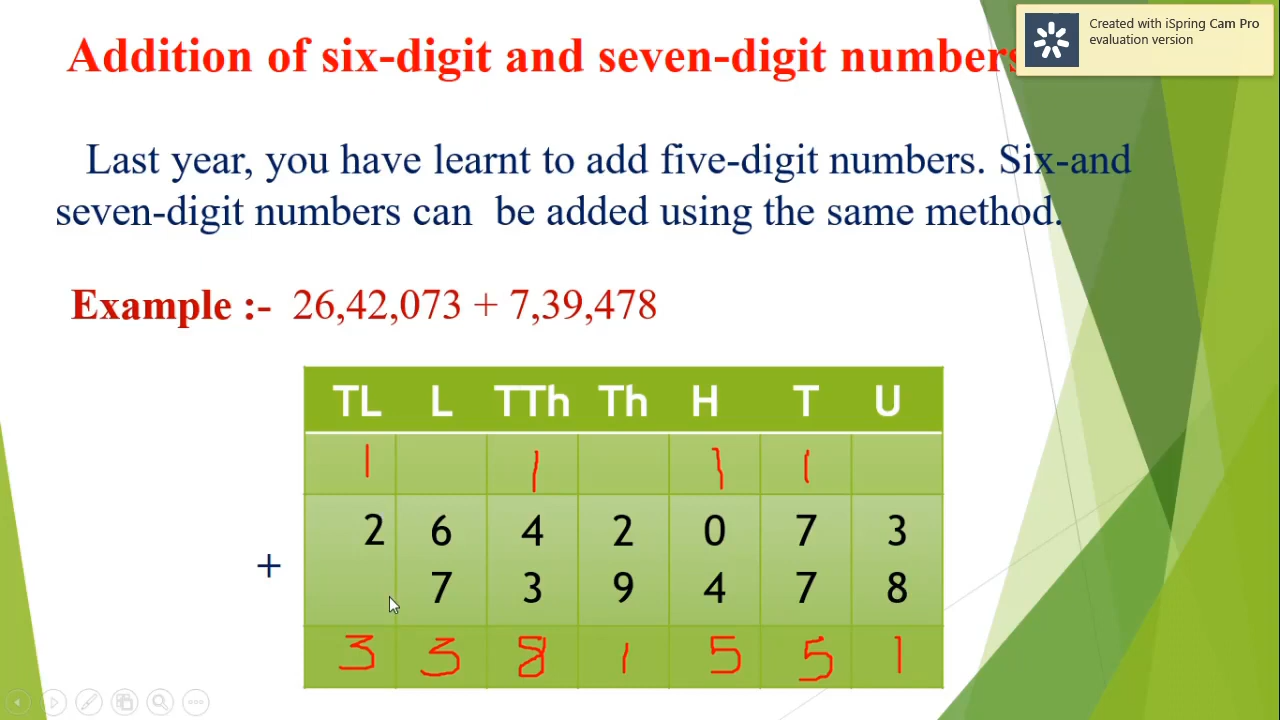 Created with iSpring Cam Pro
evaluation version
Addition of six-digit and seven-digit numbers
Last year, you have learnt to add five-digit numbers. Six-and
seven-digit numbers can be added using the same method.
Example :- 26,42,073 + 7,39,478
TL L TTh Th H T U
1 1 1 1
2 6 4 2 0 7 3
+ 7 3 9 4 7 8
3 3 8 1 5 5 1